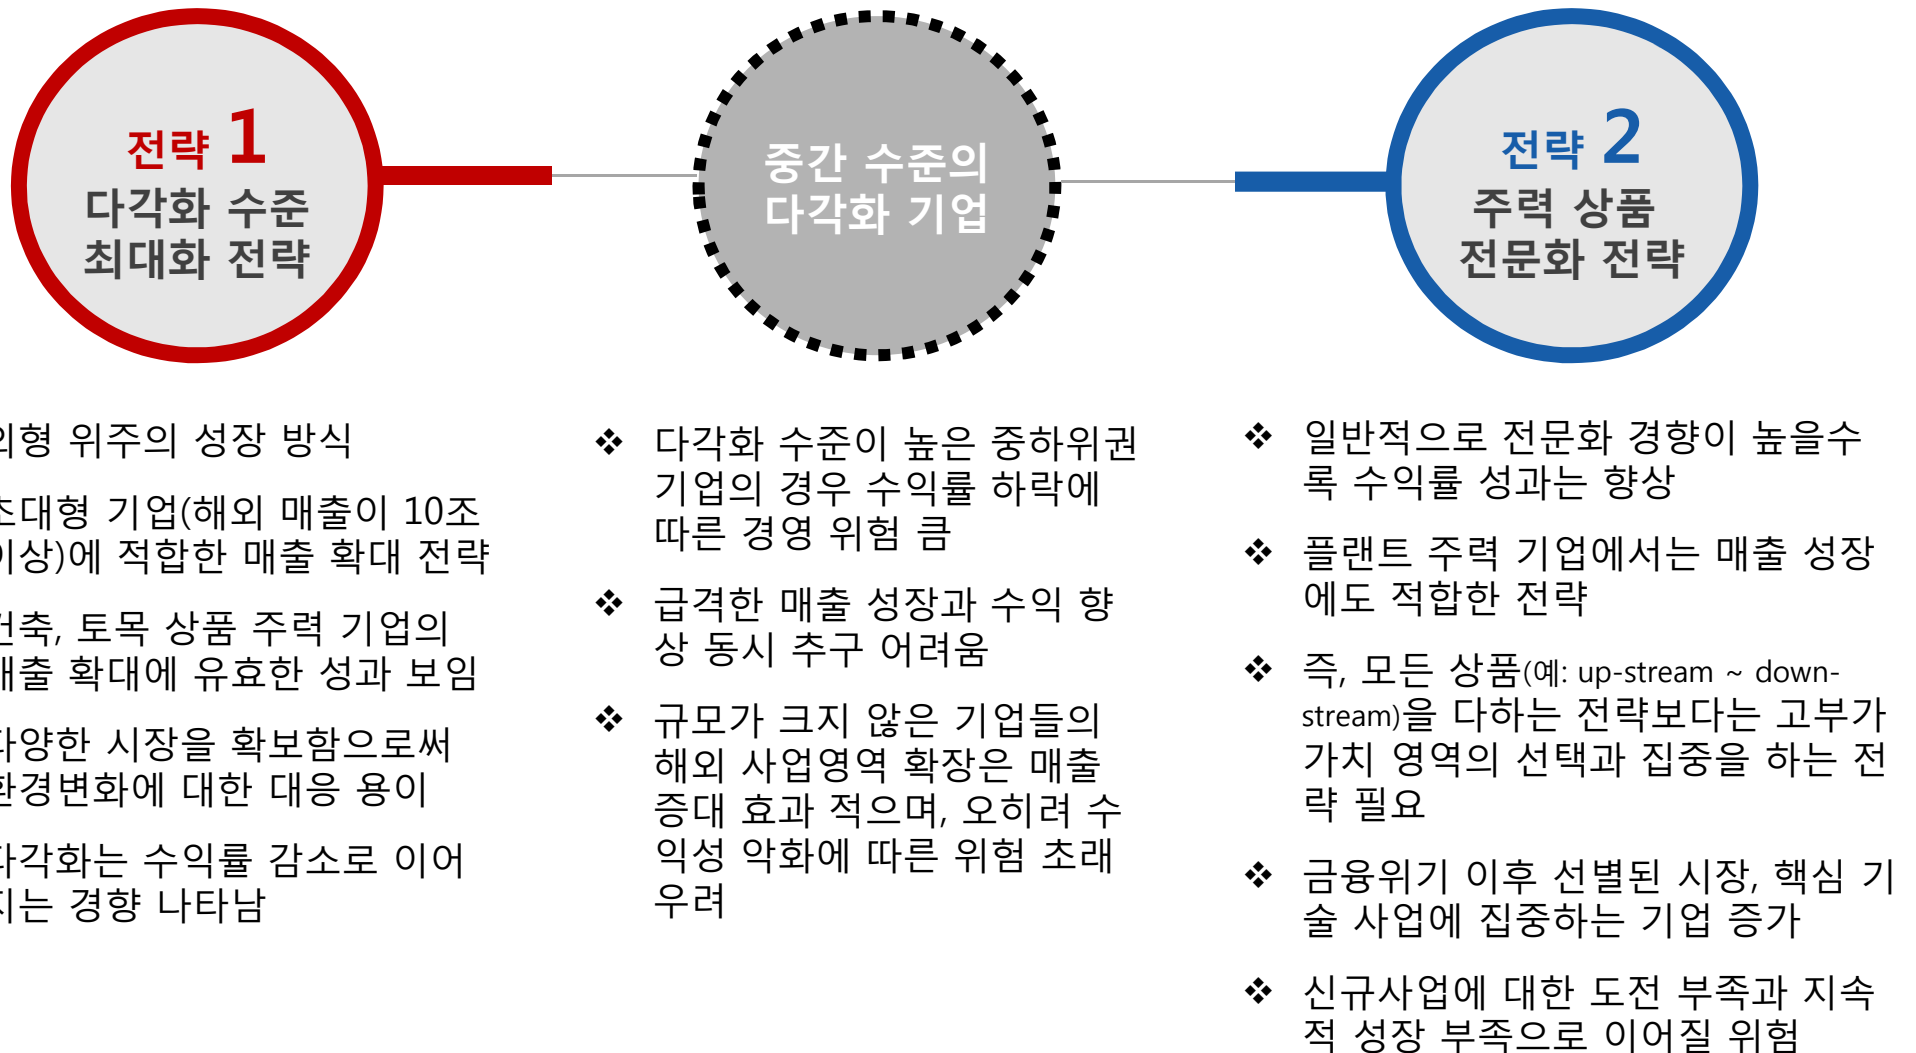 전략 1
다각화 수준
최대화 전략
중간 수준의
다각화 기업
전략 2
주력 상품
전문화 전략
위주의 성장 방식
기업(해외 매출이 10조
이상)에 적합한 매출 확대 전략
토목 상품 주력 기업의
매출 확대에 유효한 성과 보임
다양한 시장을 확보함으로써
환경변화에 대한 대응 용이
다각화는 수익률 감소로 이어
지는 경향 나타남
❖ 다각화 수준이 높은 중하위권
기업의 경우 수익률 하락에
따른 경영 위험 큼
❖ 급격한 매출 성장과 수익 향
상 동시 추구 어려움
❖ 규모가 크지 않은 기업들의
해외 사업영역 확장은 매출
증대 효과 적으며, 오히려 수
익성 악화에 따른 위험 초래
우려
❖ 일반적으로 전문화 경향이 높을수
록 수익률 성과는 향상
❖ 플랜트 주력 기업에서는 매출 성장
에도 적합한 전략
❖ 즉, 모든 상품(예: up-stream ~ down-
stream)을 다하는 전략보다는 고부가
가치 영역의 선택과 집중을 하는 전
략 필요
❖ 금융위기 이후 선별된 시장, 핵심 기
술 사업에 집중하는 기업 증가
❖ 신규사업에 대한 도전 부족과 지속
적 성장 부족으로 이어질 위험